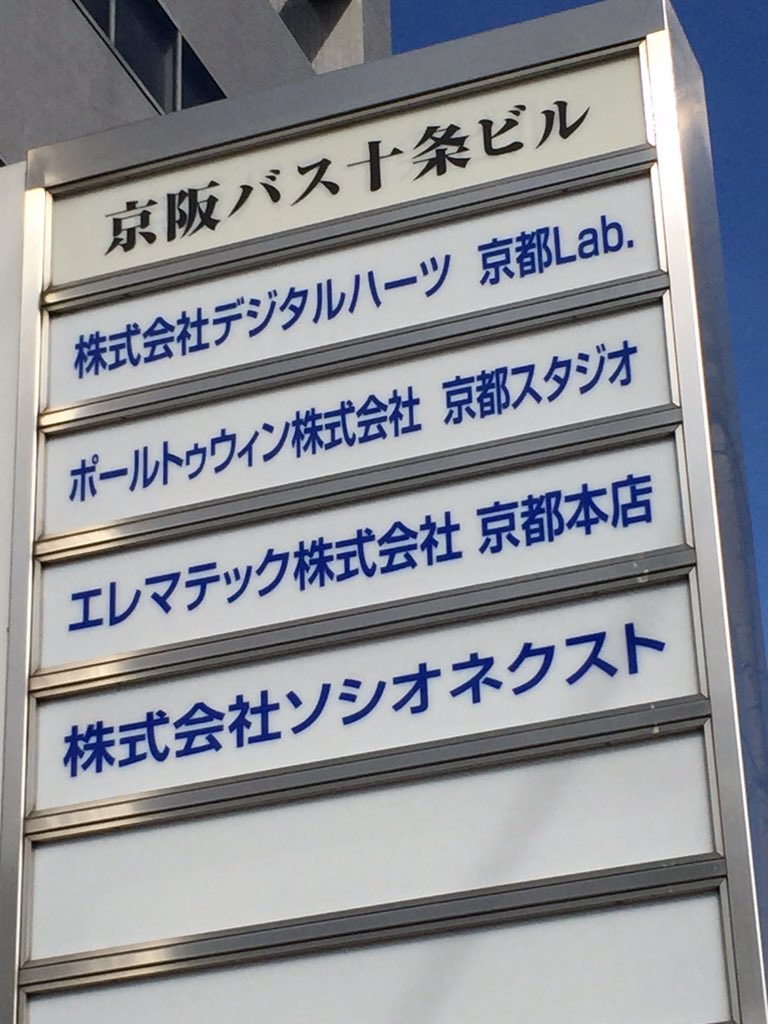 京阪バス十条ビル
株式会社デジタルハーツ 京都Lab.
ポールトゥウィン株式会社 京都スタジオ
エレマテック株式会社 京都本店
株式会社ソシオネクスト